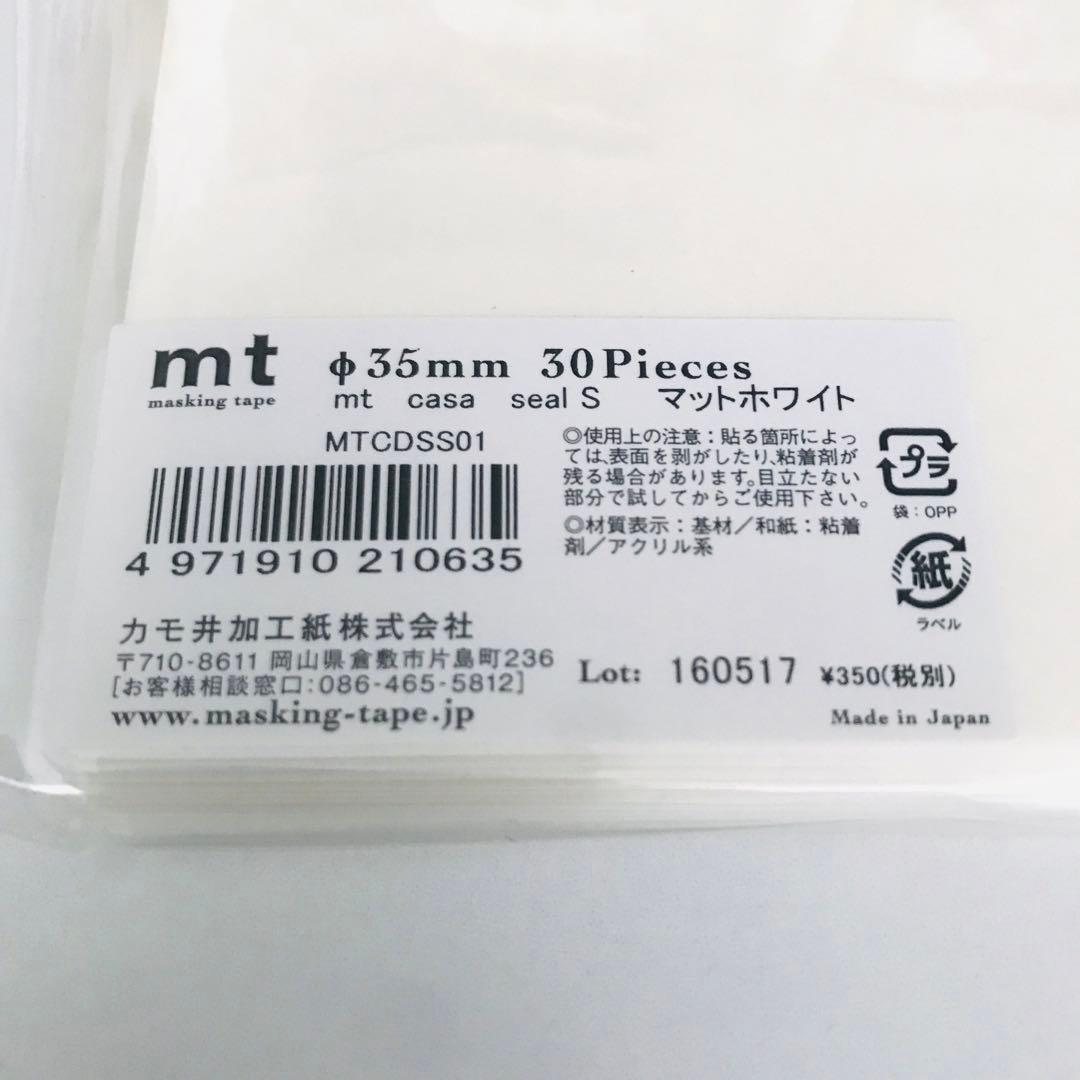 mt
masking tape
φ35mm 30Pieces
mt casa seal S マットホワイト
MTCDSS01
4 971910 210635
◎使用上の注意：貼る箇所によっ
ては、表面を剥がしたり、粘着剤が
残る場合があります。目立たない
部分で試してからご使用下さい。
◎材質表示：基材／和紙：粘着
剤／アクリル系
プラ
袋：OPP
紙
ラベル
カモ井加工紙株式会社
〒710-8611 岡山県倉敷市片島町236
[お客様相談窓口：086-465-5812]
www.masking-tape.jp
Lot: 160517 ¥350(税別)
Made in Japan